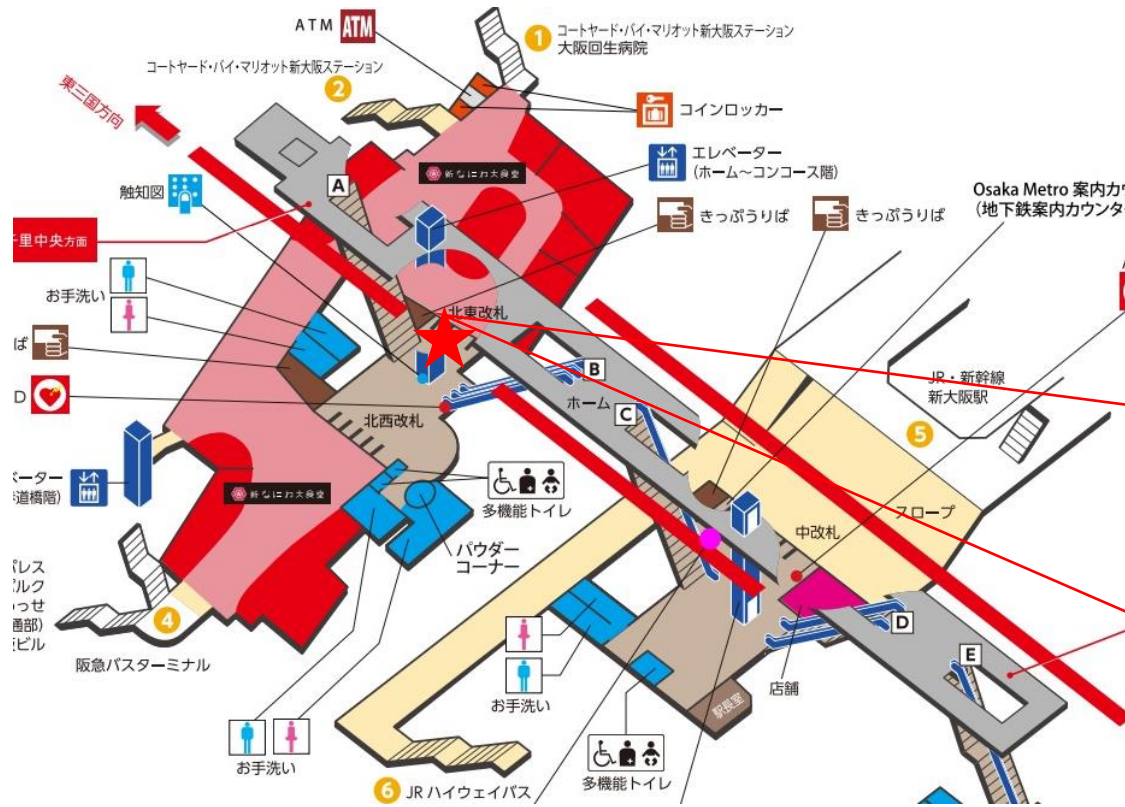 ATM ATM
1
コートヤード・バイ・マリオット新大阪ステーション
大阪回生病院
コートヤード・バイ・マリオット新大阪ステーション
2
東三国方向
コインロッカー
A
新なにわ大食堂
エレベーター
(ホーム〜コンコース階)
触知図
きっぷうりば
きっぷうりば
Osaka Metro 案内カウ
(地下鉄案内カウンタ
千里中央方面
お手洗い
北東改札
ば
D
B
ホーム
C
JR・新幹線
新大阪駅
5
北西改札
ベーター
道橋階)
新なにわ大食堂
多機能トイレ
パウダー
コーナー
スロープ
中改札
パレス
パルク
っせ
通部)
ビル
4
阪急バスターミナル
D
E
店舗
お手洗い
駅長室
お手洗い
多機能トイレ
6
JRハイウェイバス